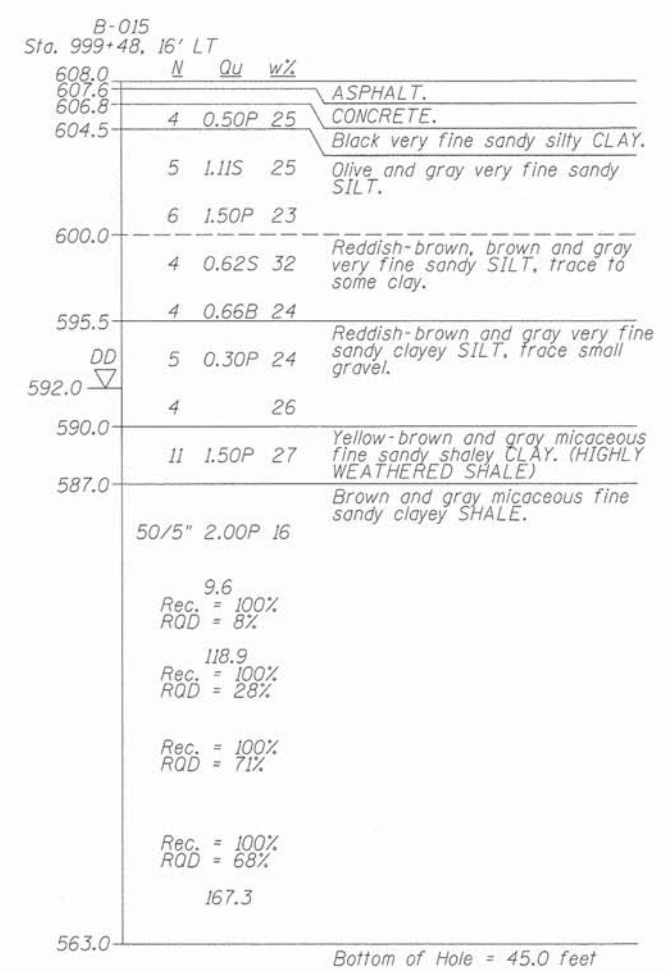 B-015
Sta. 999+48, 16' LT
N Qu w%
608.0
607.6
ASPHALT.
606.8
CONCRETE.
4 0.50P 25
604.5
Black very fine sandy silty CLAY.
5 1.11S 25
Olive and gray very fine sandy
SILT.
6 1.50P 23
600.0
Reddish-brown, brown and gray
very fine sandy SILT, trace to
some clay.
4 0.62S 32
4 0.66B 24
595.5
Reddish-brown and gray very fine
sandy clayey SILT, trace small
gravel.
DD
5 0.30P 24
592.0
4 26
590.0
Yellow-brown and gray micaceous
fine sandy shaley CLAY. (HIGHLY
WEATHERED SHALE)
11 1.50P 27
587.0
Brown and gray micaceous fine
sandy clayey SHALE.
50/5" 2.00P 16
9.6
Rec. = 100%
RQD = 8%
118.9
Rec. = 100%
RQD = 28%
Rec. = 100%
RQD = 71%
Rec. = 100%
RQD = 68%
167.3
563.0
Bottom of Hole = 45.0 feet